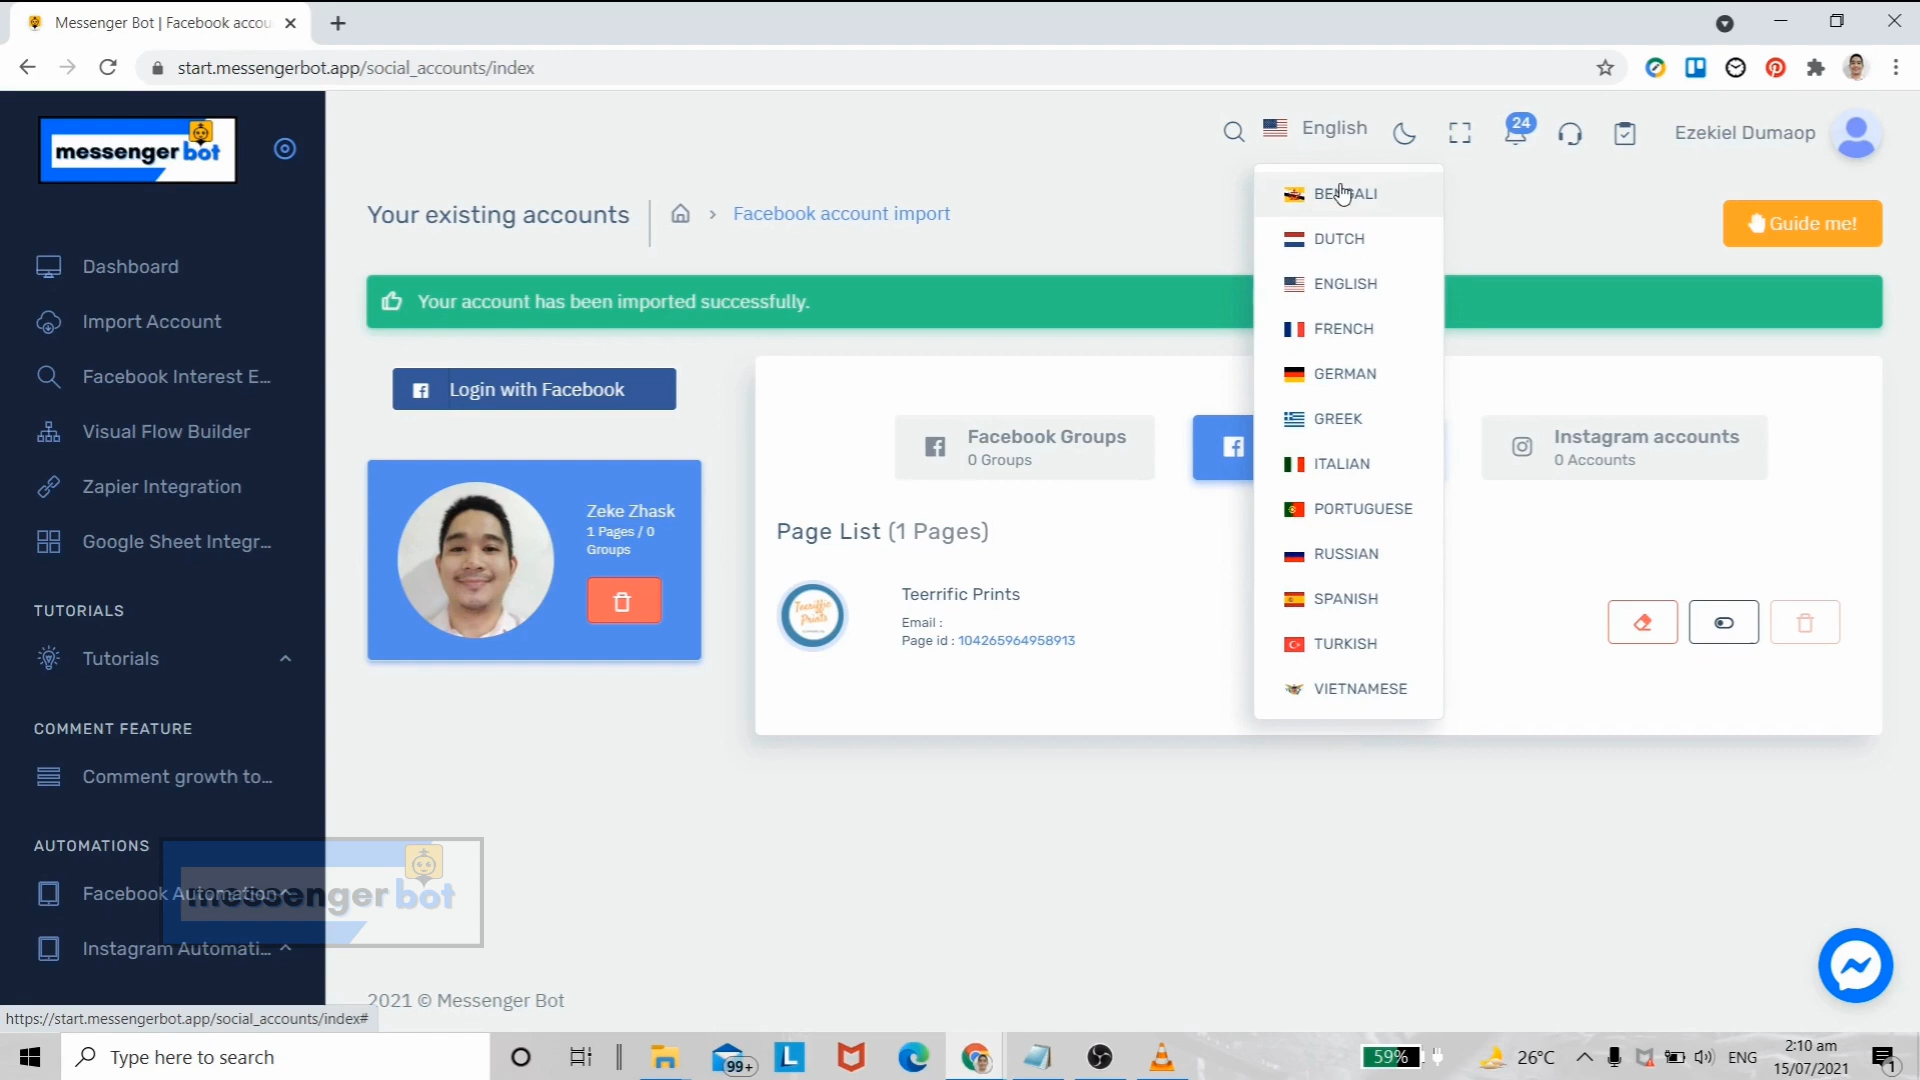 Messenger Bot | Facebook accou
start.messengerbot.app/social_accounts/index
messenger bot
English
24
Ezekiel Dumaop
Your existing accounts
Facebook account import
Guide me!
BENGALI
DUTCH
ENGLISH
FRENCH
GERMAN
GREEK
ITALIAN
PORTUGUESE
RUSSIAN
SPANISH
TURKISH
VIETNAMESE
Dashboard
Import Account
Facebook Interest E...
Visual Flow Builder
Zapier Integration
Google Sheet Integr...
TUTORIALS
Tutorials
COMMENT FEATURE
Comment growth to...
AUTOMATIONS
Facebook Automation
Instagram Automati...
messenger bot
Your account has been imported successfully.
Login with Facebook
Zeke Zhask
1 Pages / 0
Groups
Facebook Groups
0 Groups
Instagram accounts
0 Accounts
Page List (1 Pages)
Teerrific Prints
Email :
Page id : 104265964958913
2021 © Messenger Bot
https://start.messengerbot.app/social_accounts/index#
Type here to search
99+
L
59%
26°C
ENG
2:10 am
15/07/2021
1